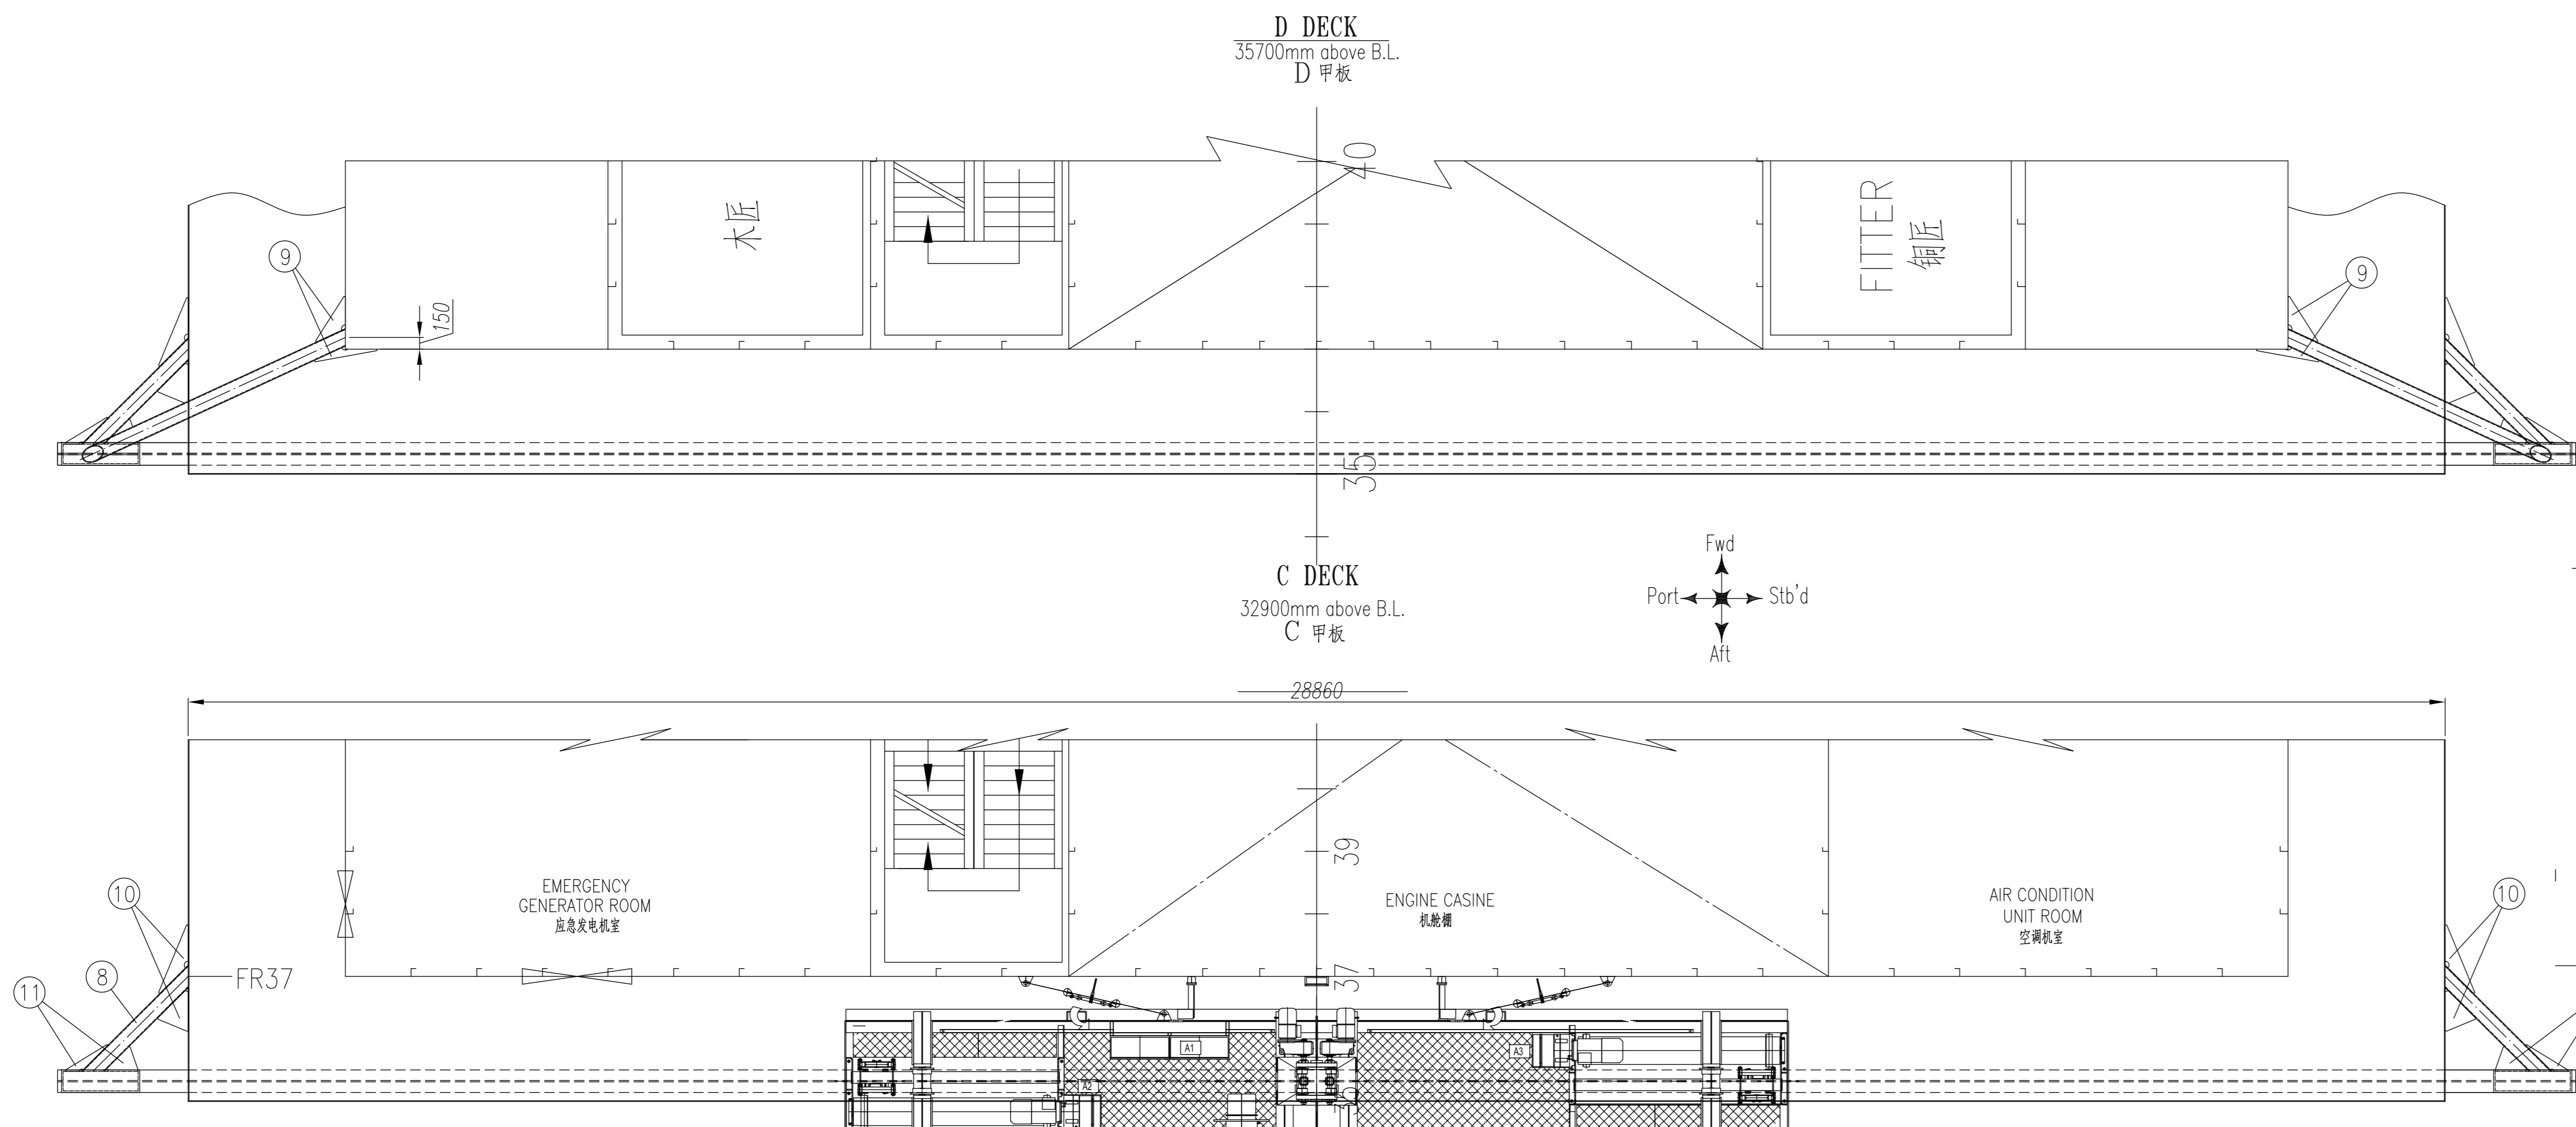 D DECK
35700mm above B.L.
D 甲板
40
木匠
FITTER
铜匠
9
9
150
35
C DECK
32900mm above B.L.
C 甲板
Fwd
Port
Stb'd
Aft
28860
39
EMERGENCY
GENERATOR ROOM
应急发电机室
ENGINE CASINE
机舱棚
AIR CONDITION
UNIT ROOM
空调机室
10
10
FR37
37
8
11
A1
A3
A2